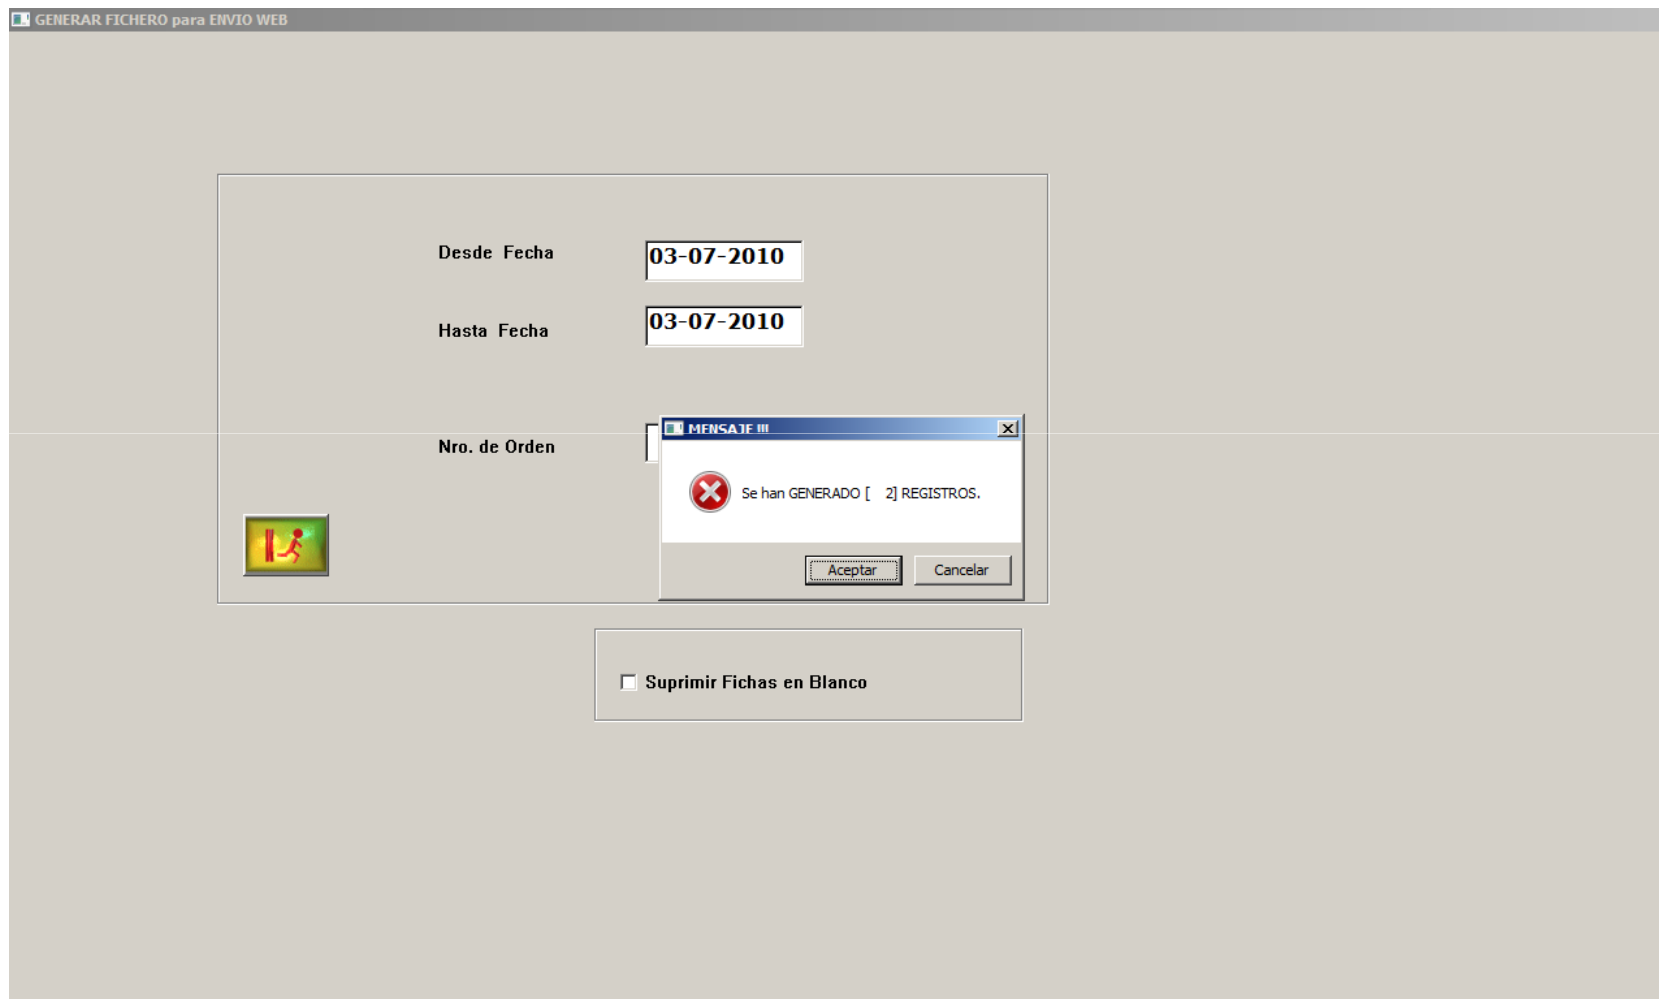 GENERAR FICHERO para ENVIO WEB
Desde Fecha 03-07-2010
Hasta Fecha 03-07-2010
Nro. de Orden
MENSAJE !!!
Se han GENERADO [ 2] REGISTROS.
Aceptar Cancelar
Suprimir Fichas en Blanco